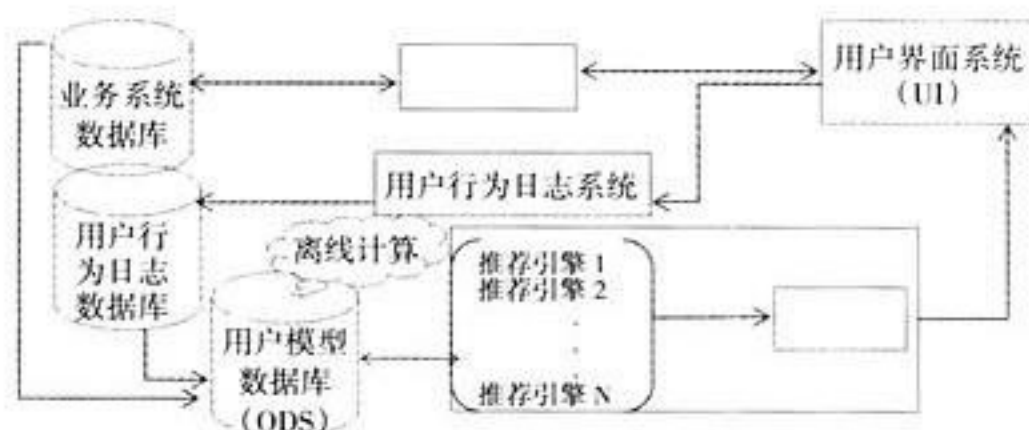 业务系统
数据库
用户界面系统
（UI）
用户行为日志系统
用户行
为日志
数据库
离线计算
用户模型
数据库
（ODS）
推荐引擎 1
推荐引擎 2
推荐引擎 N